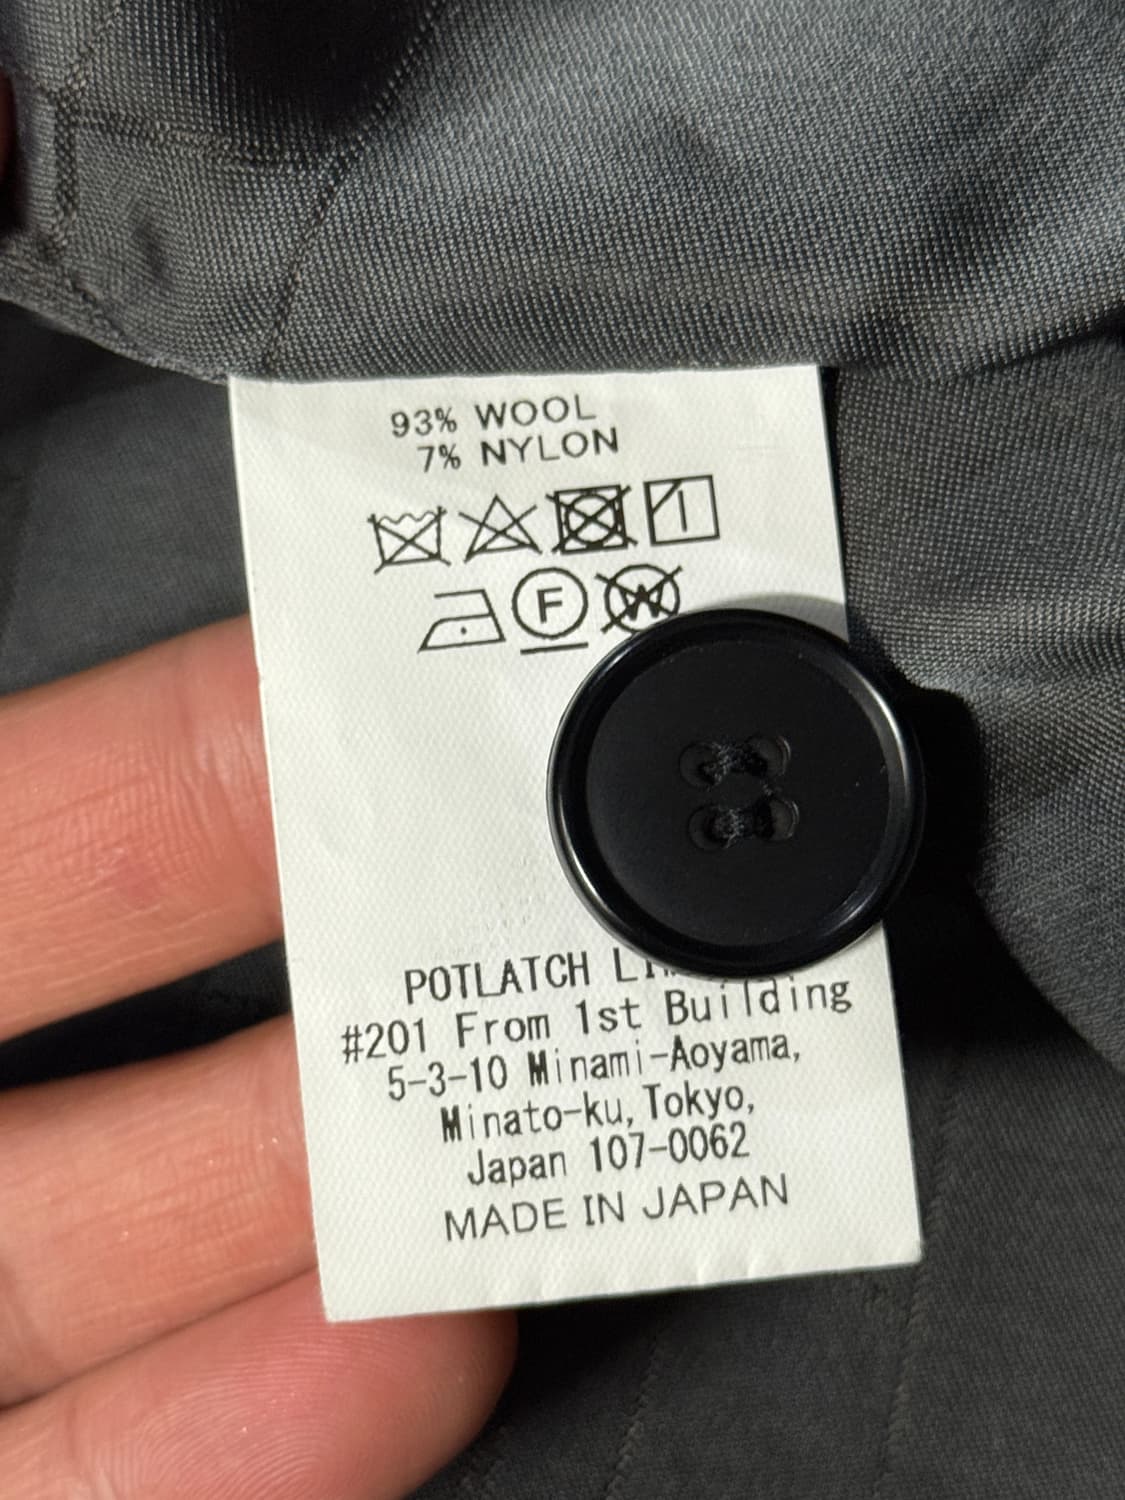 93% WOOL
7% NYLON
F
W
POTLATCH
#201 From 1st Building
5-3-10 Minami-Aoyama,
Minato-ku, Tokyo,
Japan 107-0062
MADE IN JAPAN